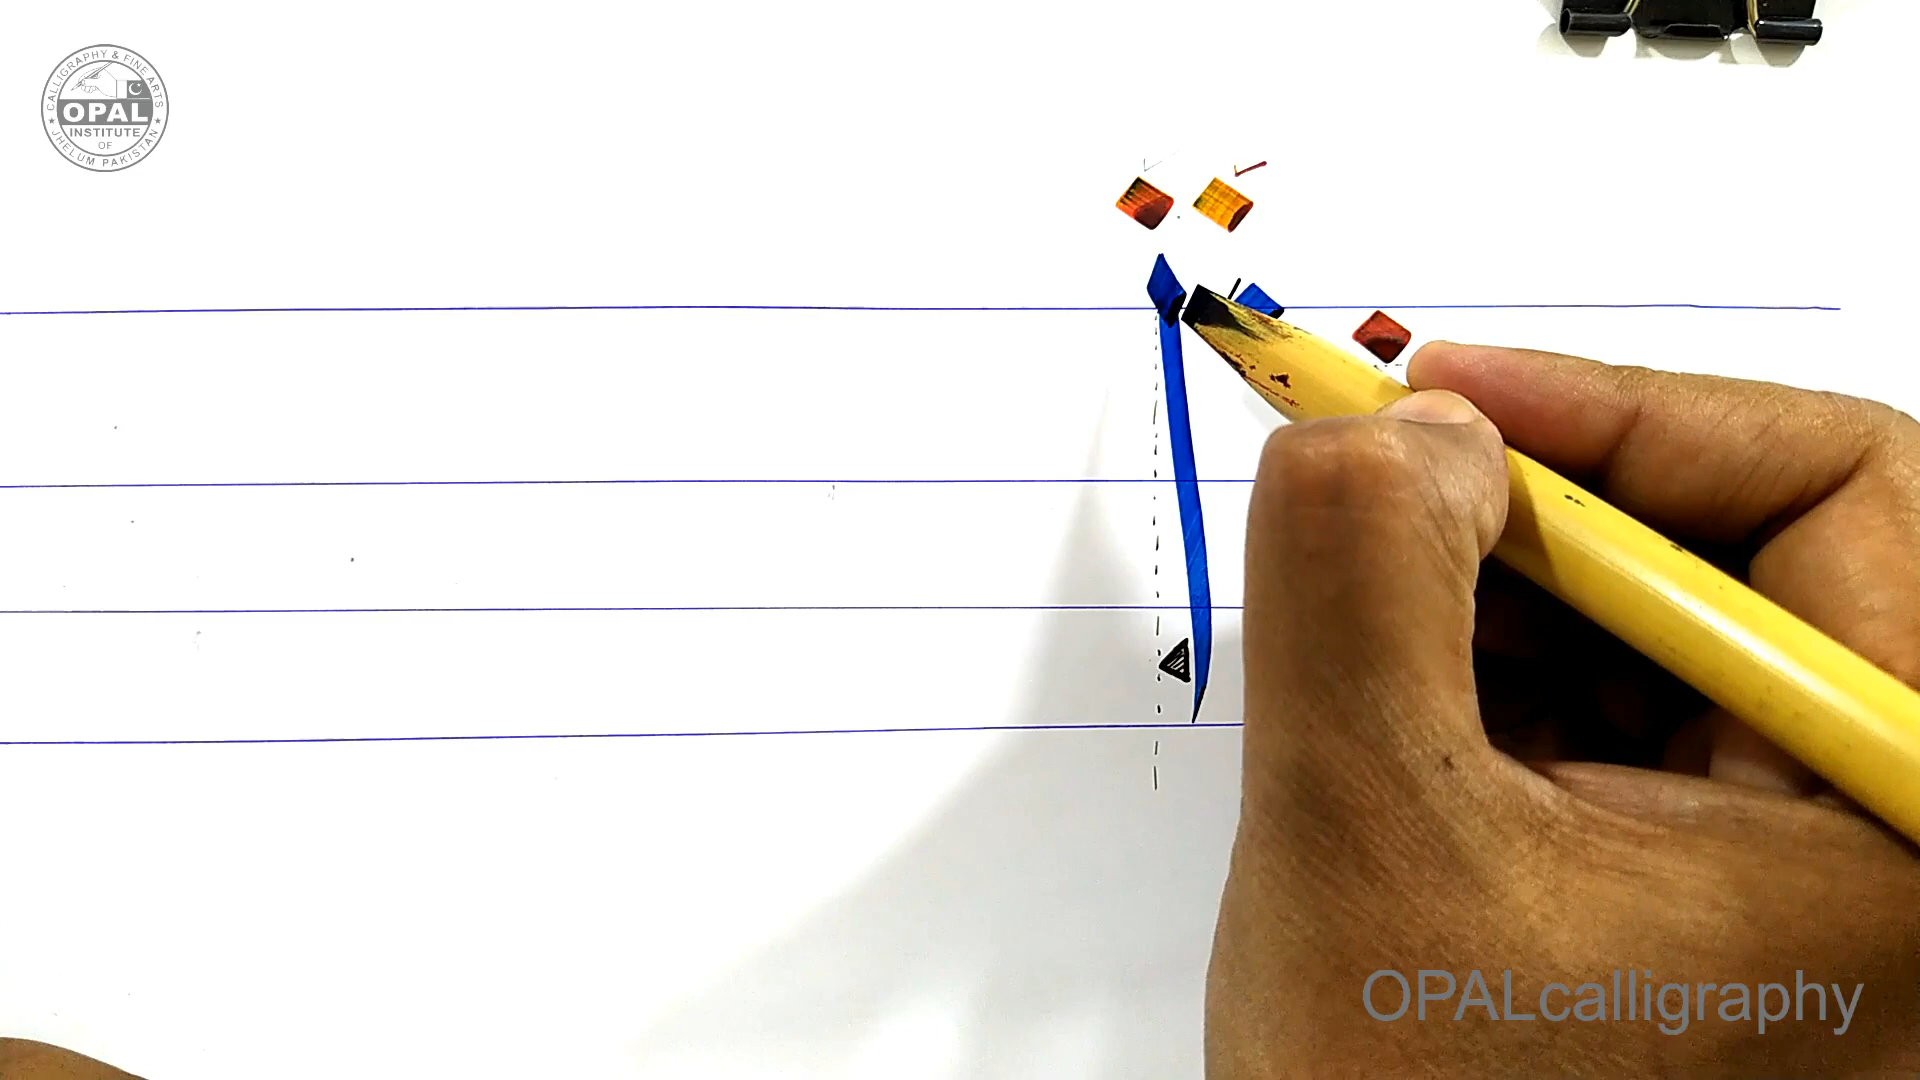 CALLIGRAPHY & FINE ARTS
OPAL
INSTITUTE
OF
JHELUM PAKISTAN
OPALcalligraphy